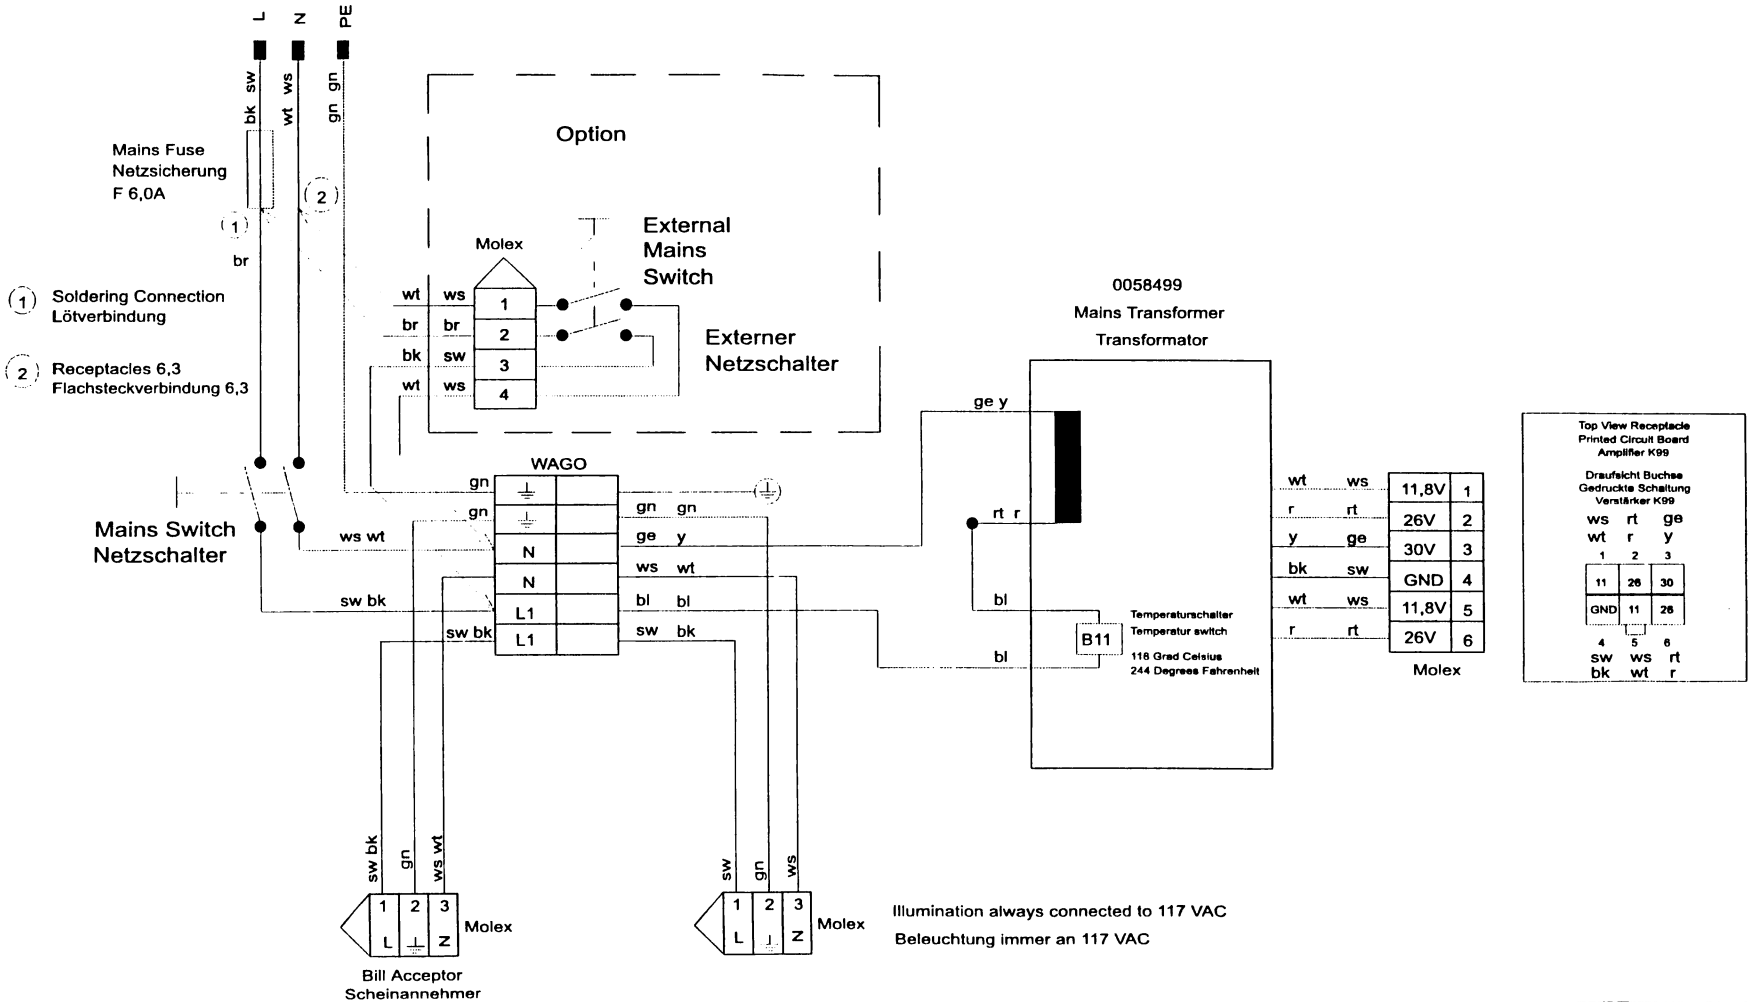 L
N
PE
bk sw
wt ws
gn gn
Mains Fuse
Netzsicherung
F 6,0A
1
2
br
1 Soldering Connection
Lötverbindung
2 Receptacles 6,3
Flachsteckverbindung 6,3
Option
External
Mains
Switch
Externer
Netzschalter
Molex
wt ws 1
br br 2
bk sw 3
wt ws 4
Mains Switch
Netzschalter
WAGO
gn
gn
ws wt N
N
sw bk L1
sw bk L1
gn gn
ge y
ws wt
bl bl
sw bk
0058499
Mains Transformer
Transformator
ge y
rt r
bl
bl
B11
Temperaturschalter
Temperatur switch
118 Grad Celsius
244 Degrees Fahrenheit
wt ws 11,8V 1
r rt 26V 2
y ge 30V 3
bk sw GND 4
wt ws 11,8V 5
r rt 26V 6
Molex
Top View Receptacle
Printed Circuit Board
Amplifier K99
Draufsicht Buchse
Gedruckte Schaltung
Verstärker K99
ws rt ge
wt r y
1 2 3
11 26 30
GND 11 26
4 5 6
sw ws rt
bk wt r
sw bk
gn
ws wt
1 2 3
L N
Molex
Bill Acceptor
Scheinannehmer
sw
gn
ws
1 2 3
L N
Molex
Illumination always connected to 117 VAC
Beleuchtung immer an 117 VAC